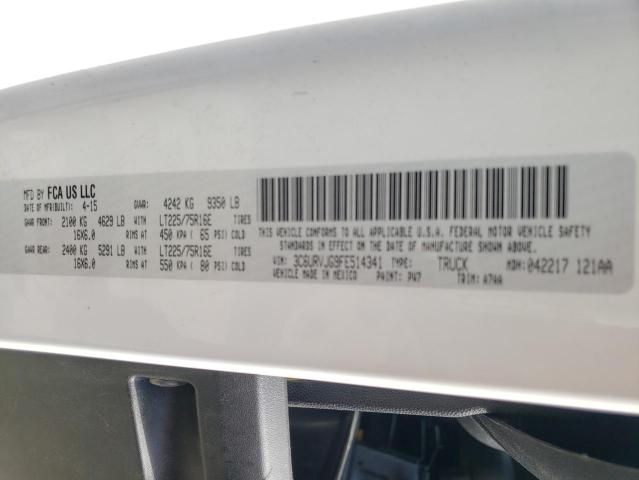 MFD BY FCA US LLC
DATE OF MFR(BUILT): 4-15 GVWR: 4242 KG 9350 LB
GAWR FRONT: 2100 KG 4629 LB WITH LT225/75R16E TIRES
16X6.0 RIMS AT 450 KPA ( 65 PSI) COLD
GAWR REAR: 2400 KG 5291 LB WITH LT225/75R16E TIRES
16X6.0 RIMS AT 550 KPA ( 80 PSI) COLD
THIS VEHICLE CONFORMS TO ALL APPLICABLE U.S.A. FEDERAL MOTOR VEHICLE SAFETY
STANDARDS IN EFFECT ON THE DATE OF MANUFACTURE SHOWN ABOVE.
VIN: 3C6URVJG9FE514341 TYPE: TRUCK MDH: 042217 121AA
VEHICLE MADE IN MEXICO PAINT: PW7 TRIM: A7AA